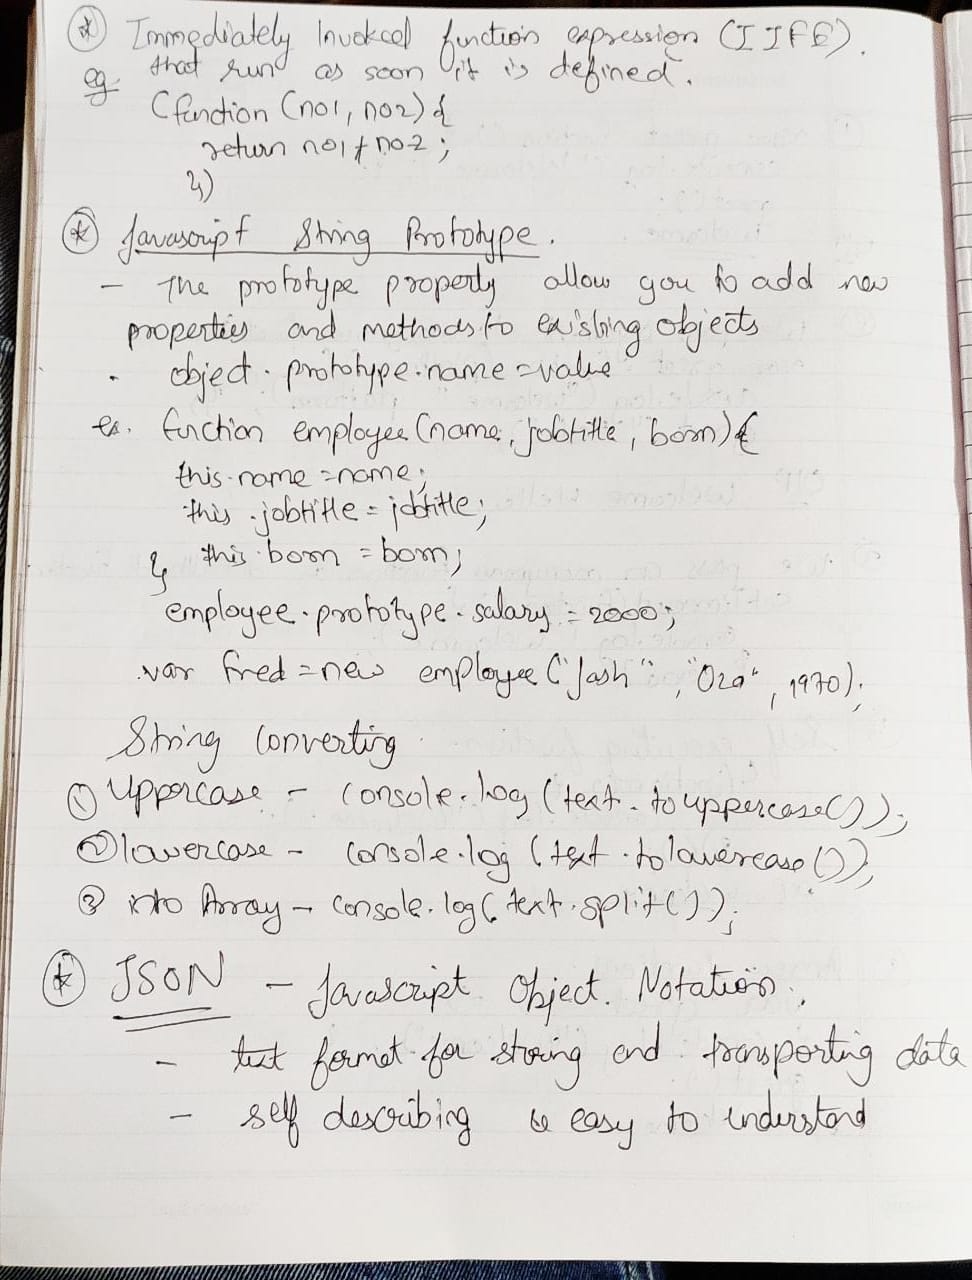 * Immediately Invokcel function expression (IIFE).
that run as soon it is defined.
eg.
(function (no1, no2) {
return no1 + no2 ;
})
* Javascript String Prototype.
- The prototype property allow you to add new
properties and methods to existing objects
. object. prototype.name = value
ex. function employee (name, jobtitle, born) {
this.name = name;
this.jobtitle = jobtitle;
} this.born = born;
employee.prototype.salary = 2000;
var fred = new employee ("Jash", "Oza", 1970);
String Converting
① Uppercase - console.log (text.touppercase());
② lowercase - console.log (text.tolowercase());
③ into Array - console.log (text.split());
* JSON - Javascript Object. Notation.
- text format for storing and transporting data
- self describing & easy to understand